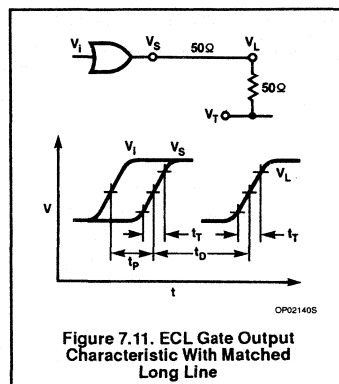 Vi VS 50Ω VL
50Ω
VT
Vi VS VL
V
tT tT
tP tD
t
OP02140S
Figure 7.11. ECL Gate Output
Characteristic With Matched
Long Line